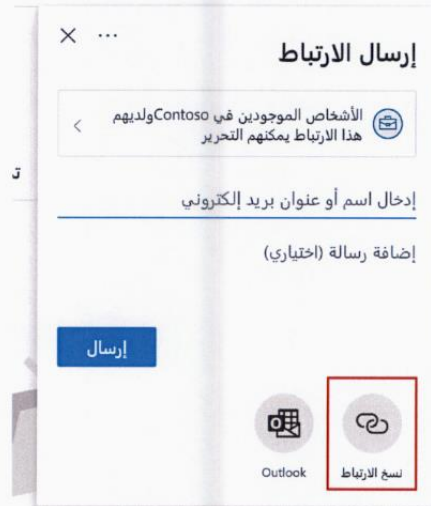 إرسال الارتباط
الأشخاص الموجودين في Contosoولديهم
هذا الارتباط يمكنهم التحرير
إدخال اسم أو عنوان بريد إلكتروني
إضافة رسالة (اختياري)
إرسال
نسخ الارتباط
Outlook